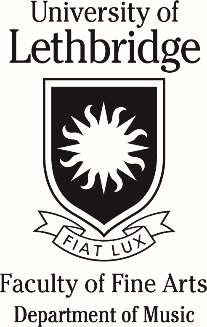 University of
Lethbridge
FIAT LUX
Faculty of Fine Arts
Department of Music